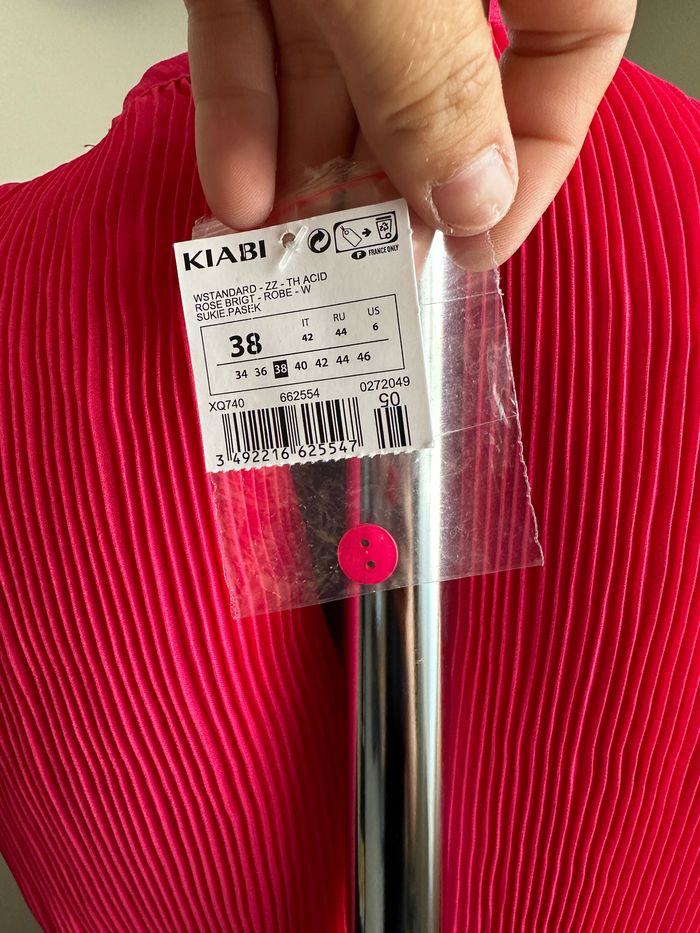 KIABI
F FRANCE ONLY
WSTANDARD - ZZ - TH ACID
ROSE BRIGT - ROBE - W
SUKIE.PASEK
38
IT RU US
42 44 6
34 36 38 40 42 44 46
XQ740 662554 0272049
05
3 492216 625547